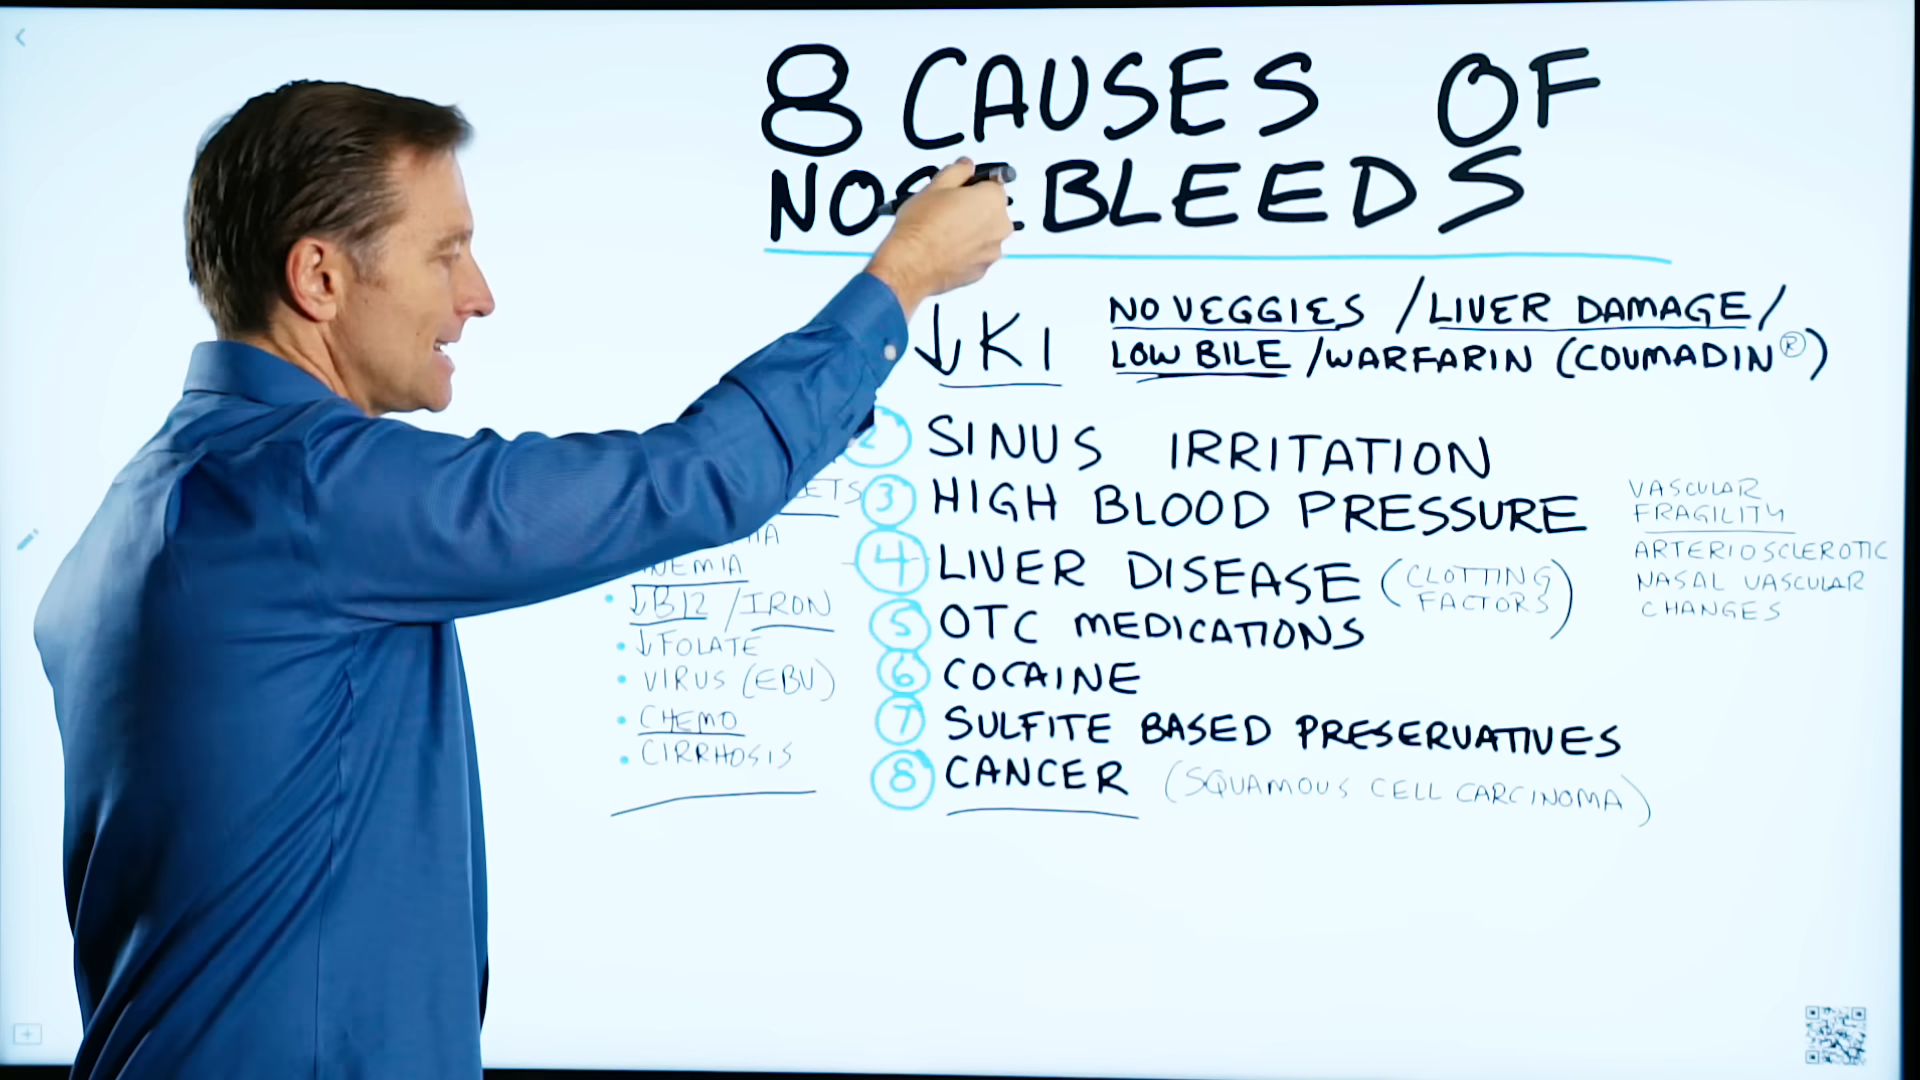 8 CAUSES OF
NOSEBLEEDS
↓K1
NO VEGGIES / LIVER DAMAGE /
LOW BILE / WARFARIN (COUMADIN®)
2 SINUS IRRITATION
3 HIGH BLOOD PRESSURE
4 LIVER DISEASE (CLOTTING FACTORS)
5 OTC MEDICATIONS
6 COCAINE
7 SULFITE BASED PRESERVATIVES
8 CANCER (SQUAMOUS CELL CARCINOMA)
• ↓B12 / IRON
• ↓FOLATE
• VIRUS (EBV)
• CHEMO
• CIRRHOSIS
VASCULAR
FRAGILITY
ARTERIOSCLEROTIC
NASAL VASCULAR
CHANGES